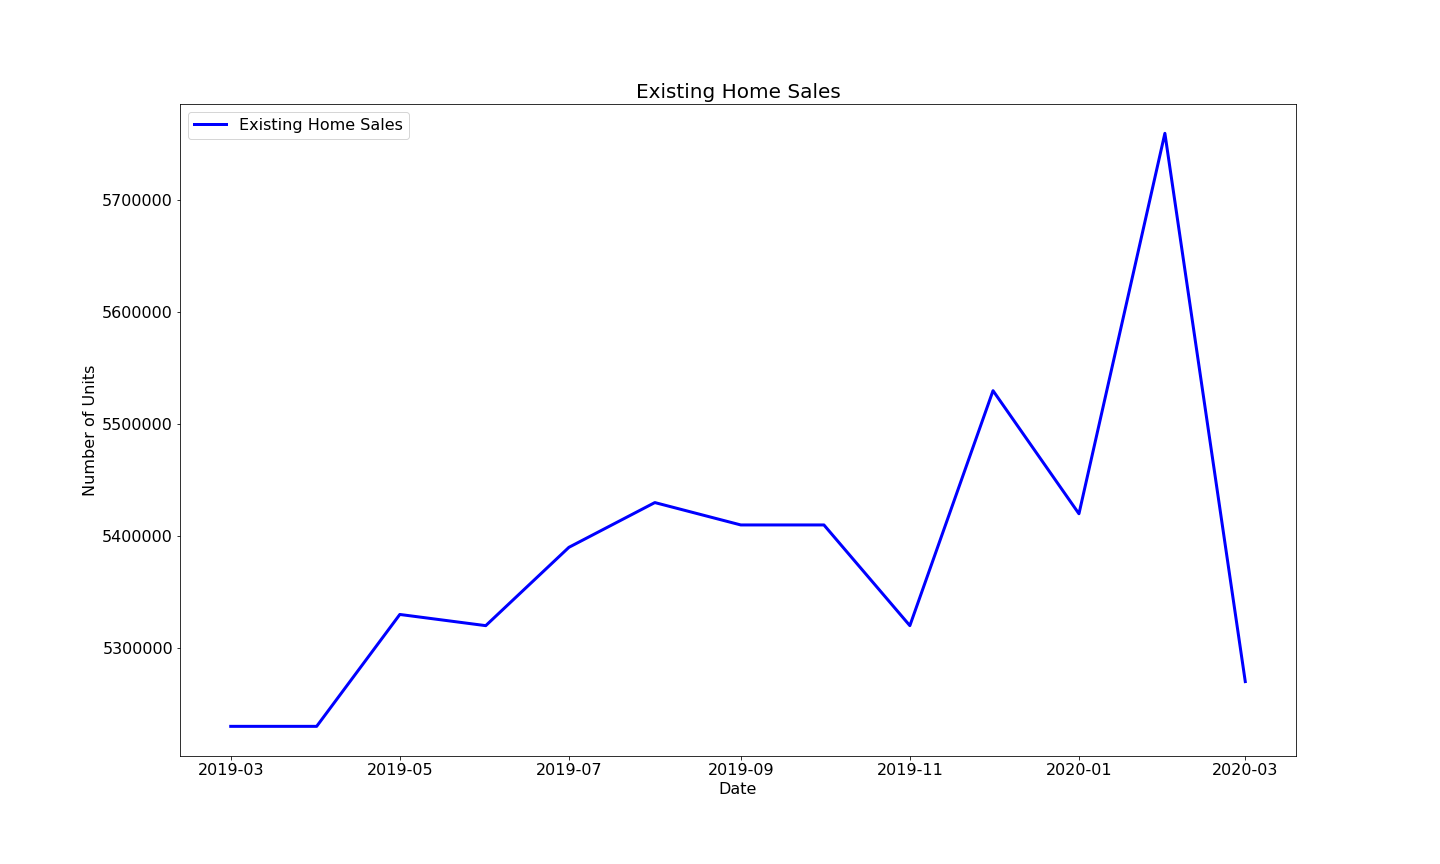 Existing Home Sales
Existing Home Sales
5700000
5600000
5500000
5400000
5300000
Number of Units
2019-03 2019-05 2019-07 2019-09 2019-11 2020-01 2020-03
Date